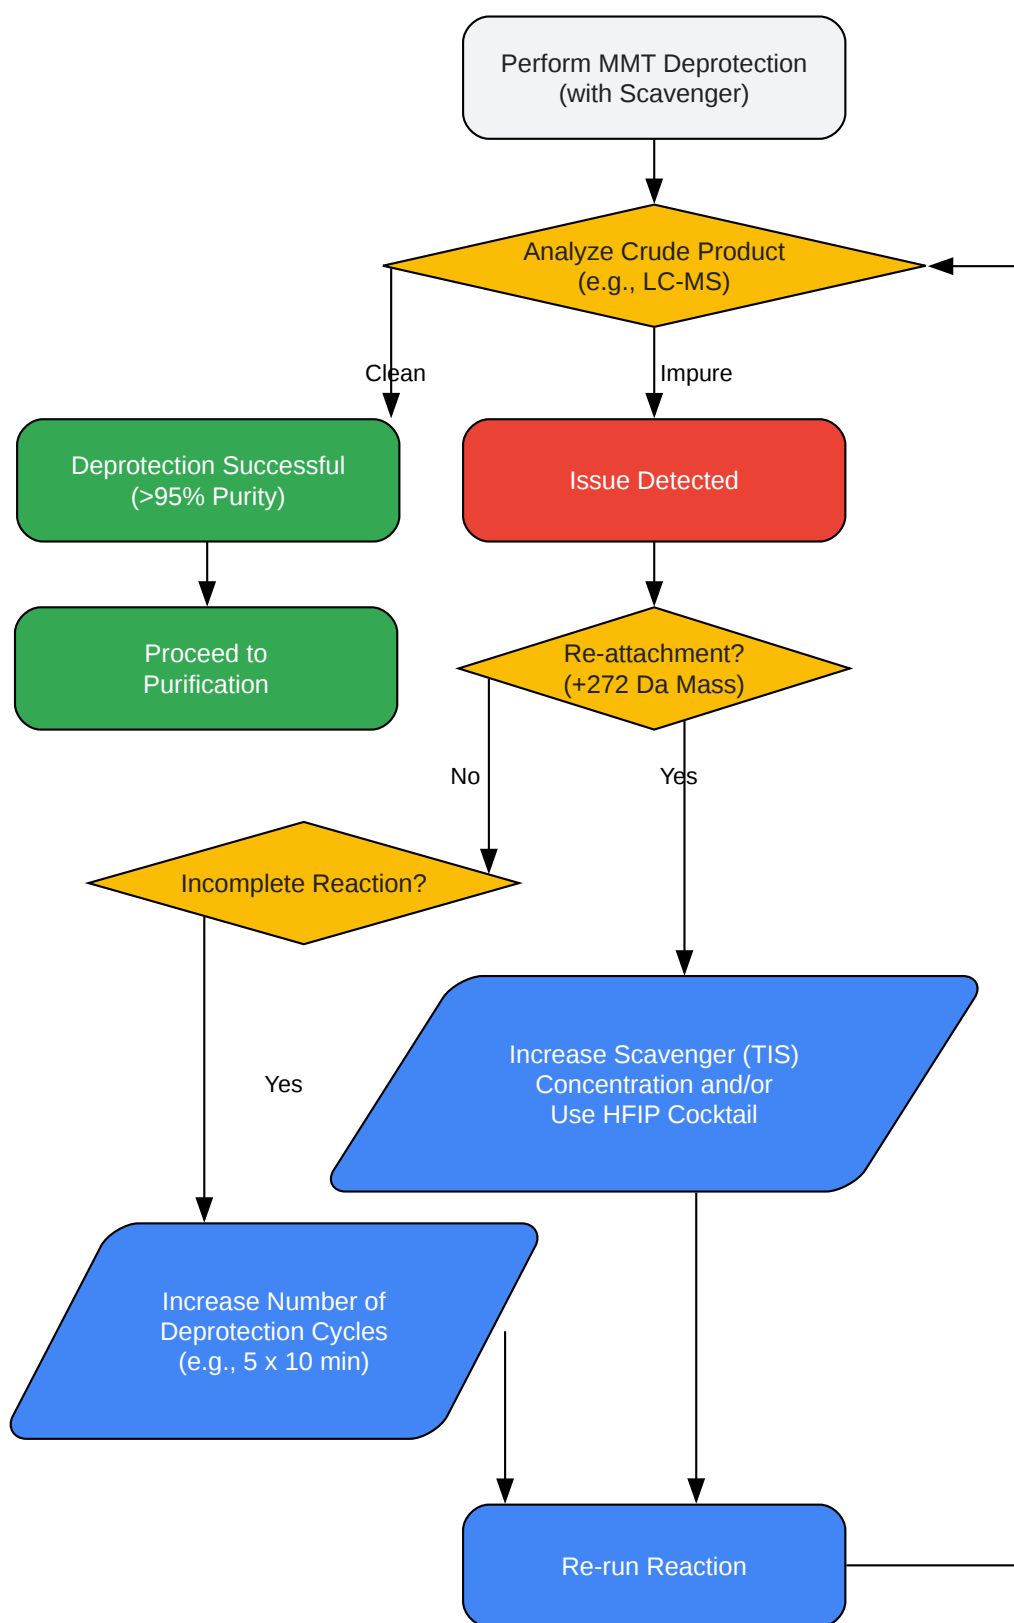 Perform MMT Deprotection
(with Scavenger)
Analyze Crude Product
(e.g., LC-MS)
Clean
Impure
Deprotection Successful
(>95% Purity)
Issue Detected
Proceed to
Purification
Re-attachment?
(+272 Da Mass)
No
Yes
Incomplete Reaction?
Increase Scavenger (TIS)
Concentration and/or
Use HFIP Cocktail
Yes
Increase Number of
Deprotection Cycles
(e.g., 5 x 10 min)
Re-run Reaction